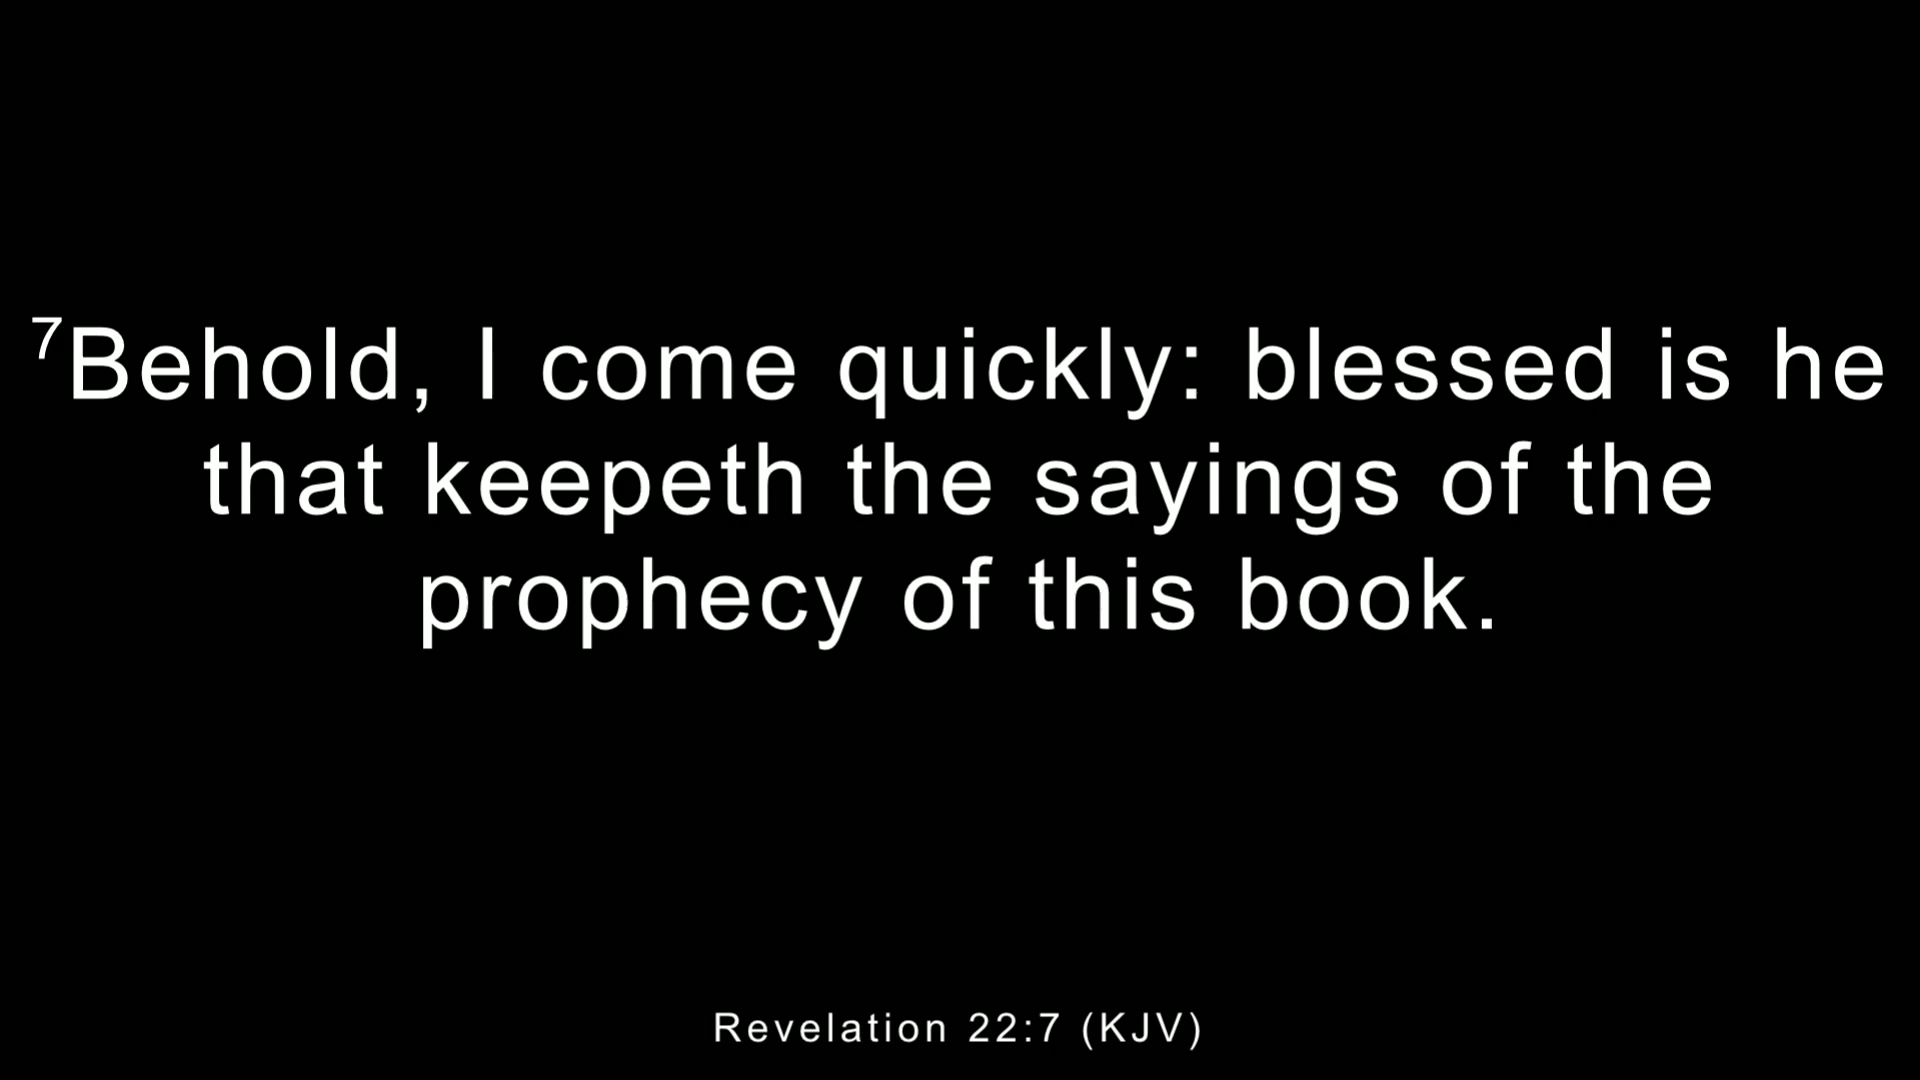 7Behold, I come quickly: blessed is he
that keepeth the sayings of the
prophecy of this book.
Revelation 22:7 (KJV)